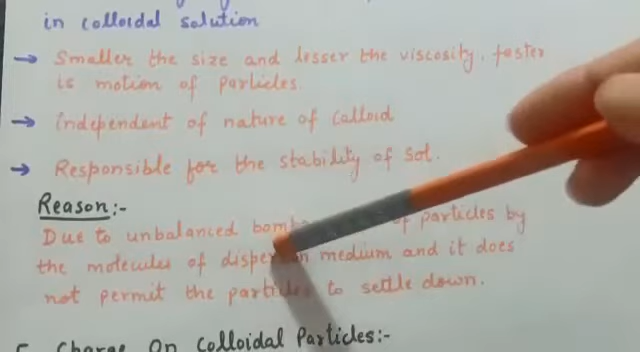 in colloidal solution
→ Smaller the size and lesser the viscosity, faster
is motion of particles.
→ Independent of nature of colloid
→ Responsible for the stability of Sol.
Reason:-
Due to unbalanced of particles by
the molecules of medium and it does
not permit the particles to settle down.
Charge On Colloidal Particles:-